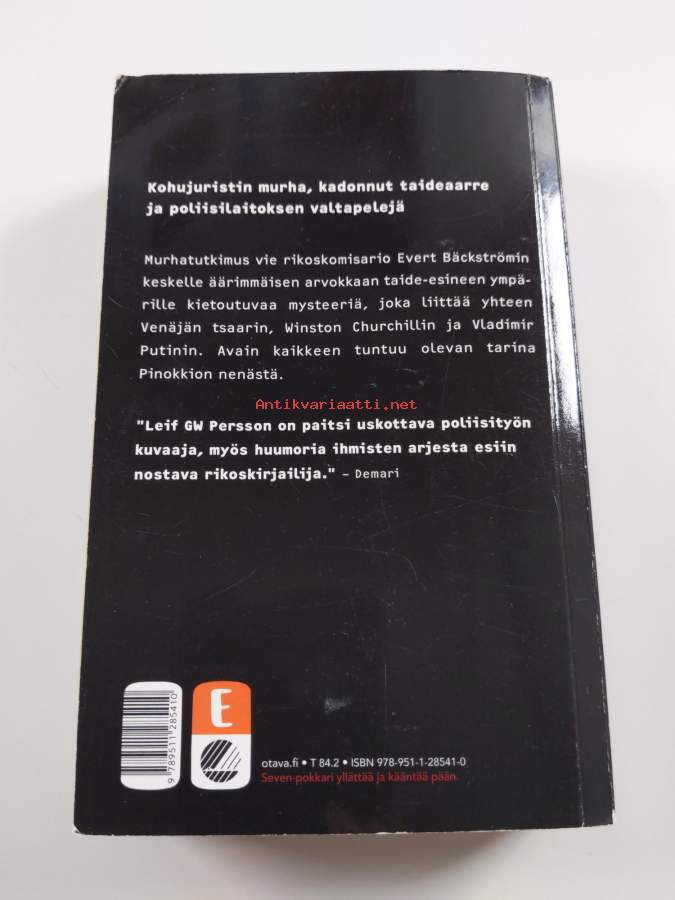 Kohujuristin murha, kadonnut taideaarre
ja poliisilaitoksen valtapelejä
Murhatutkimus vie rikoskomisario Evert Bäckströmin
keskelle äärimmäisen arvokkaan taide-esineen ympä-
rille kietoutuvaa mysteeriä, joka liittää yhteen
Venäjän tsaarin, Winston Churchillin ja Vladimir
Putinin. Avain kaikkeen tuntuu olevan tarina
Pinokkion nenästä.
Antikvariaatti.net
"Leif GW Persson on paitsi uskottava poliisityön
kuvaaja, myös huumoria ihmisten arjesta esiin
nostava rikoskirjailija." – Demari
9 789511 285410
E
otava.fi • T 84.2 • ISBN 978-951-1-28541-0
Seven-pokkari yllättää ja kääntää pään.